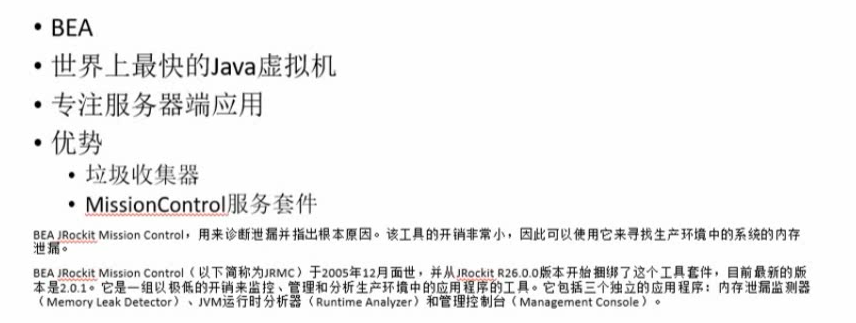 • BEA
• 世界上最快的Java虚拟机
• 专注服务器端应用
• 优势
• 垃圾收集器
• MissionControl服务套件
BEA JRockit Mission Control，用来诊断泄漏并指出根本原因。该工具的开销非常小，因此可以使用它来寻找生产环境中的系统的内存
泄漏。
BEA JRockit Mission Control（以下简称为JRMC）于2005年12月面世，并从JRockit R26.0.0版本开始捆绑了这个工具套件，目前最新的版
本是2.0.1。它是一组以极低的开销来监控、管理和分析生产环境中的应用程序的工具。它包括三个独立的应用程序：内存泄漏监测器
（Memory Leak Detector）、JVM运行时分析器（Runtime Analyzer）和管理控制台（Management Console）。